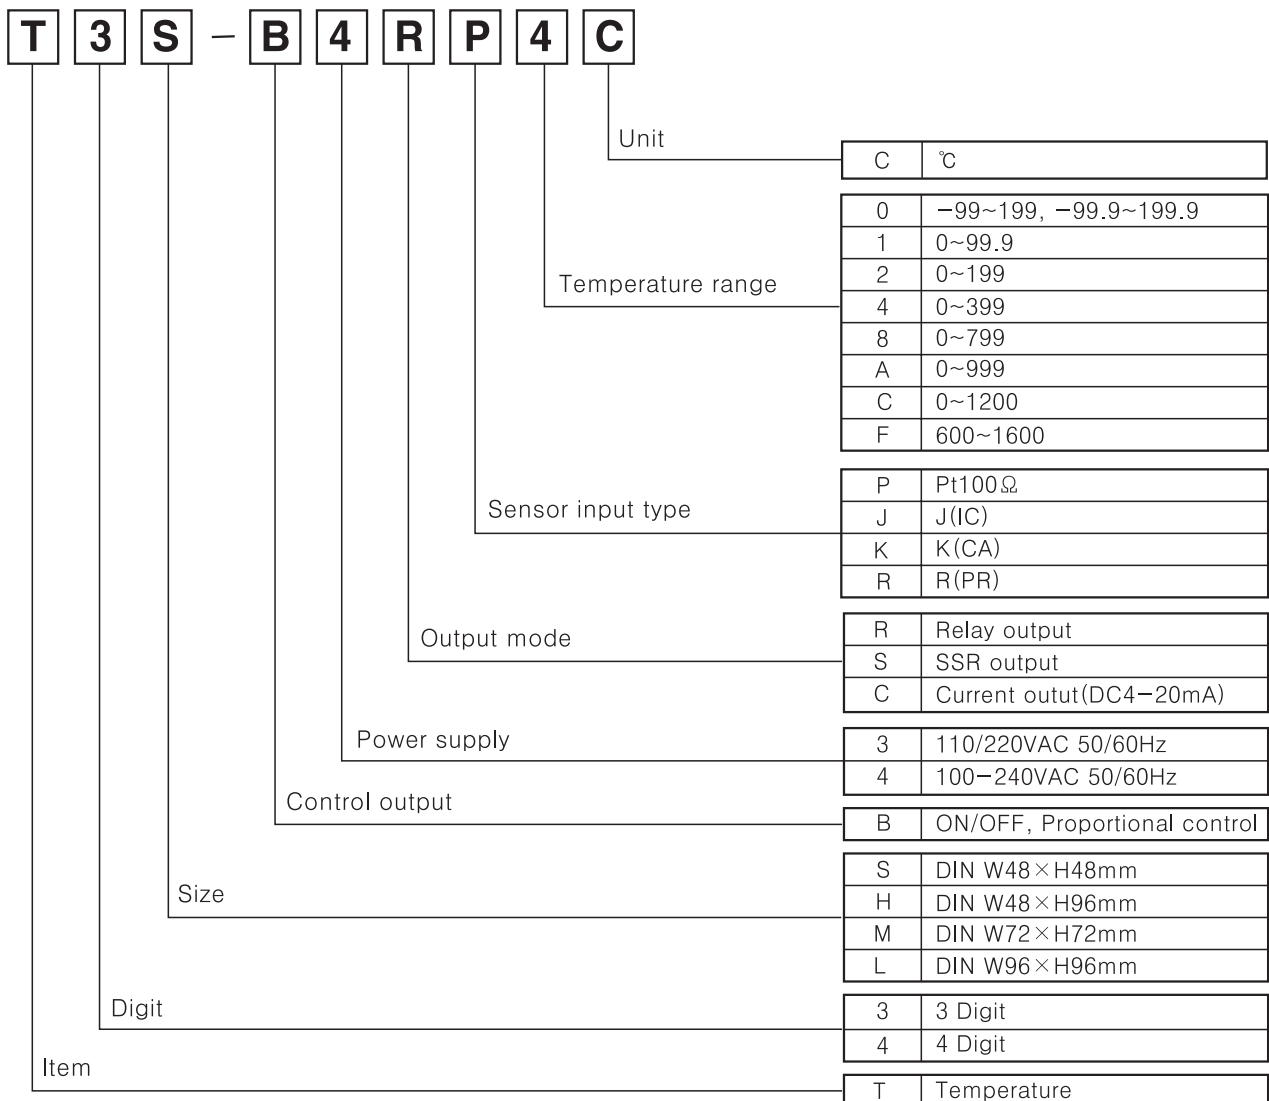 T 3 S - B 4 R P 4 C
Unit
C ℃
Temperature range
0 -99~199, -99.9~199.9
1 0~99.9
2 0~199
4 0~399
8 0~799
A 0~999
C 0~1200
F 600~1600
Sensor input type
P Pt100Ω
J J(IC)
K K(CA)
R R(PR)
Output mode
R Relay output
S SSR output
C Current outut(DC4-20mA)
Power supply
3 110/220VAC 50/60Hz
4 100-240VAC 50/60Hz
Control output
B ON/OFF, Proportional control
Size
S DIN W48×H48mm
H DIN W48×H96mm
M DIN W72×H72mm
L DIN W96×H96mm
Digit
3 3 Digit
4 4 Digit
Item
T Temperature